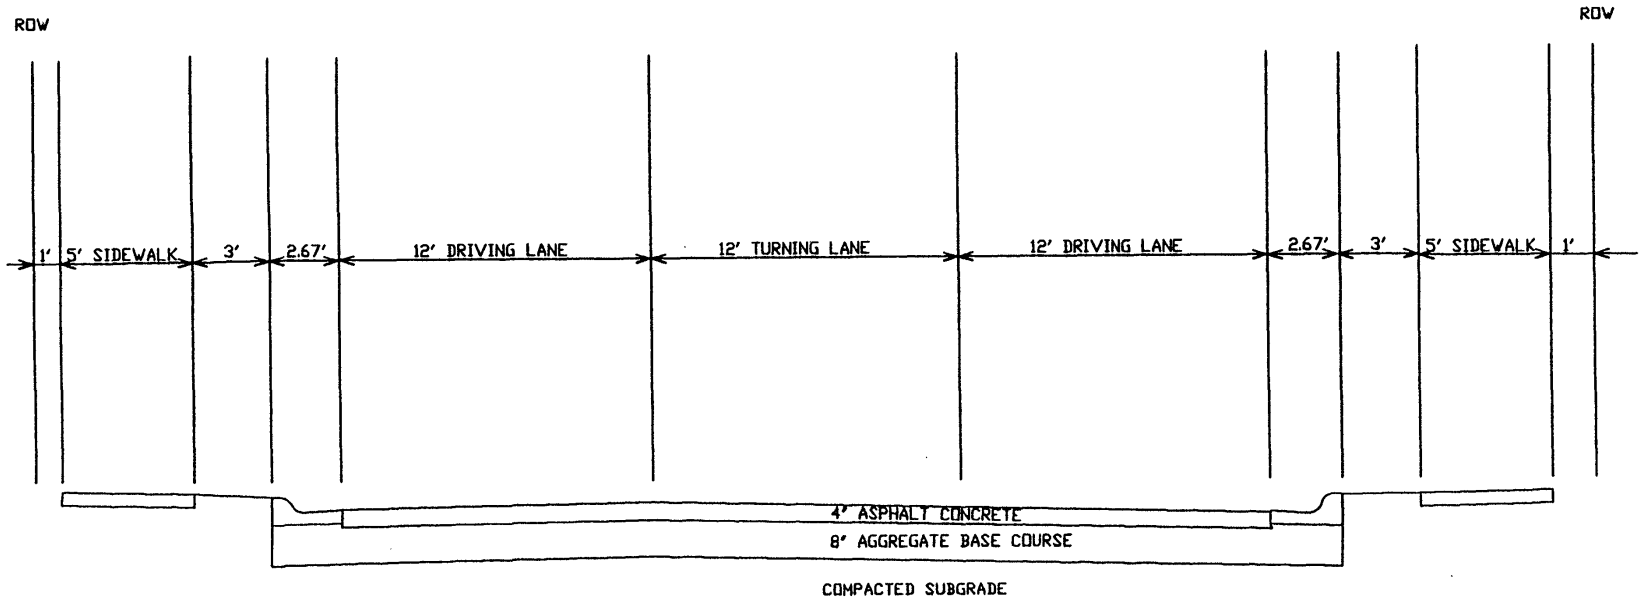 ROW ROW
1' 5' SIDEWALK 3' 2.67' 12' DRIVING LANE 12' TURNING LANE 12' DRIVING LANE 2.67' 3' 5' SIDEWALK 1'
4' ASPHALT CONCRETE
8' AGGREGATE BASE COURSE
COMPACTED SUBGRADE